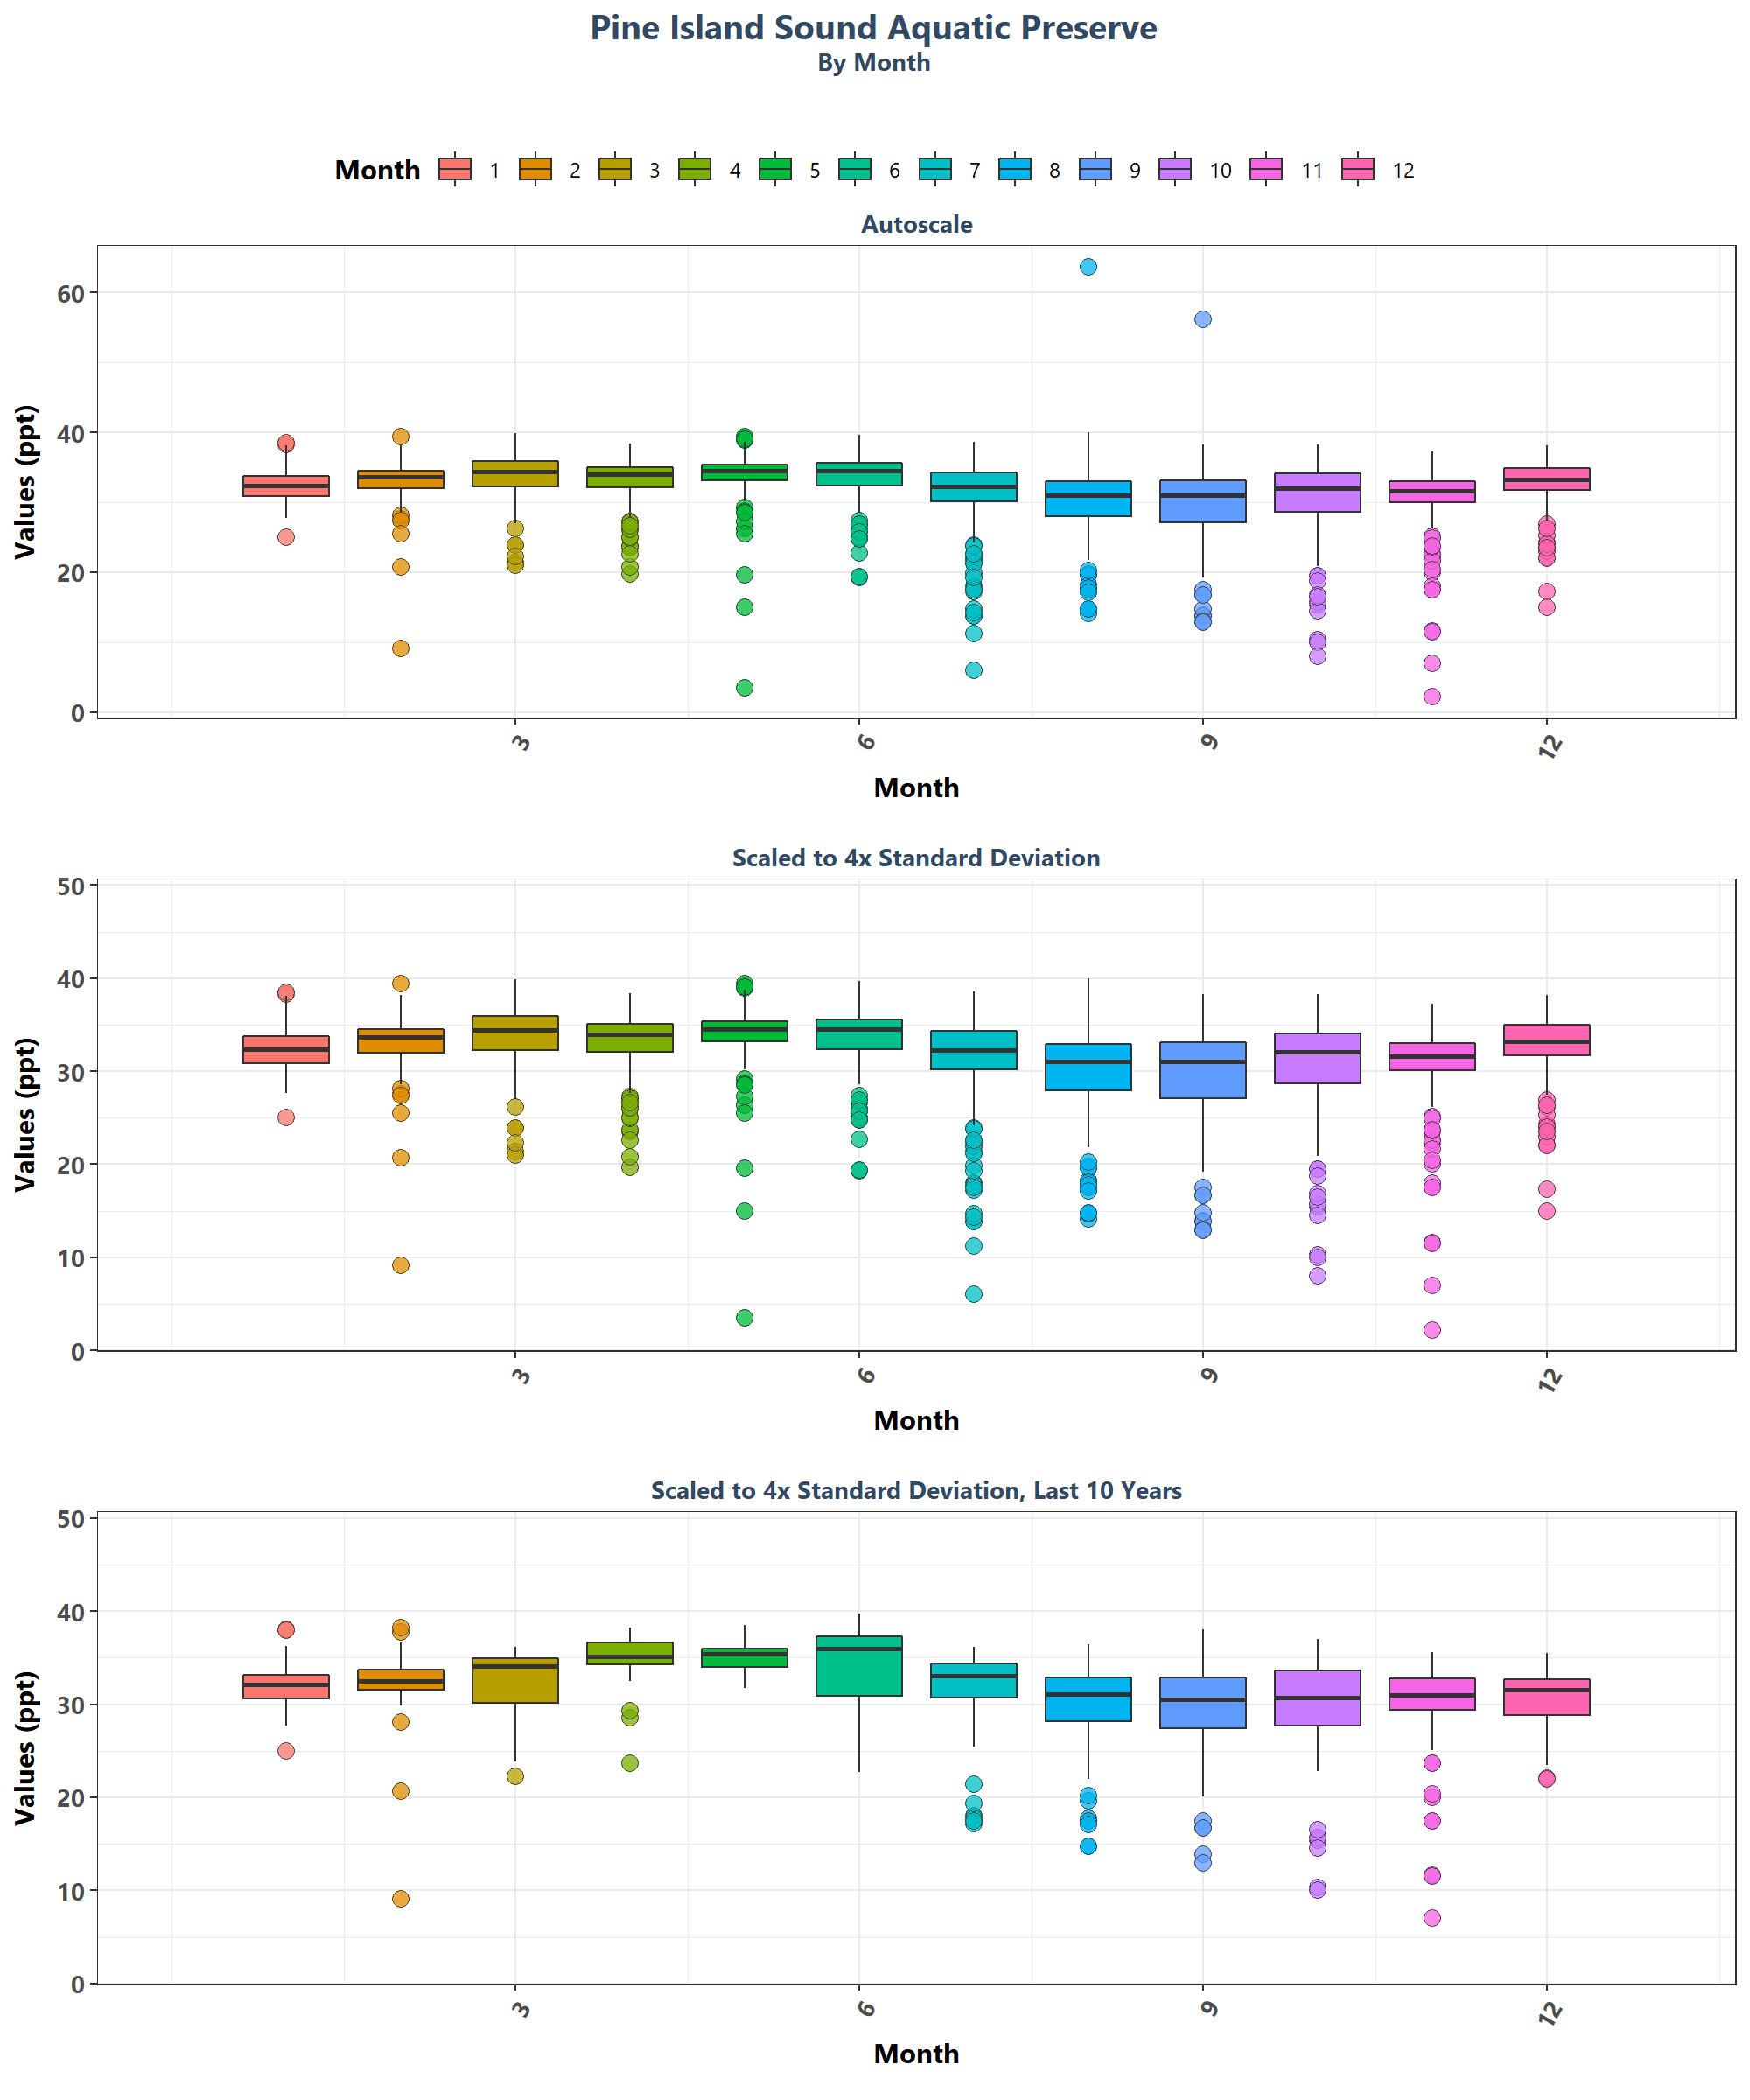 Pine Island Sound Aquatic Preserve
By Month
Month 1 2 3 4 5 6 7 8 9 10 11 12
Autoscale
Values (ppt)
60
40
20
0
3 6 9 12
Month
Scaled to 4x Standard Deviation
Values (ppt)
50
40
30
20
10
0
3 6 9 12
Month
Scaled to 4x Standard Deviation, Last 10 Years
Values (ppt)
50
40
30
20
10
0
3 6 9 12
Month